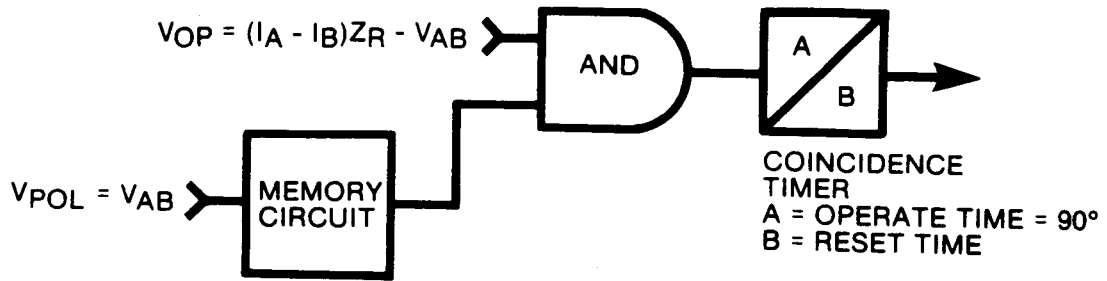 VOP = (IA - IB)ZR - VAB
AND
A
B
VPOL = VAB
MEMORY
CIRCUIT
COINCIDENCE
TIMER
A = OPERATE TIME = 90°
B = RESET TIME